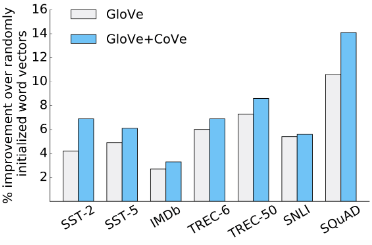 % improvement over randomly
initialized word vectors
16
14
12
10
8
6
4
2
GloVe
GloVe+CoVe
SST-2
SST-5
IMDb
TREC-6
TREC-50
SNLI
SQuAD